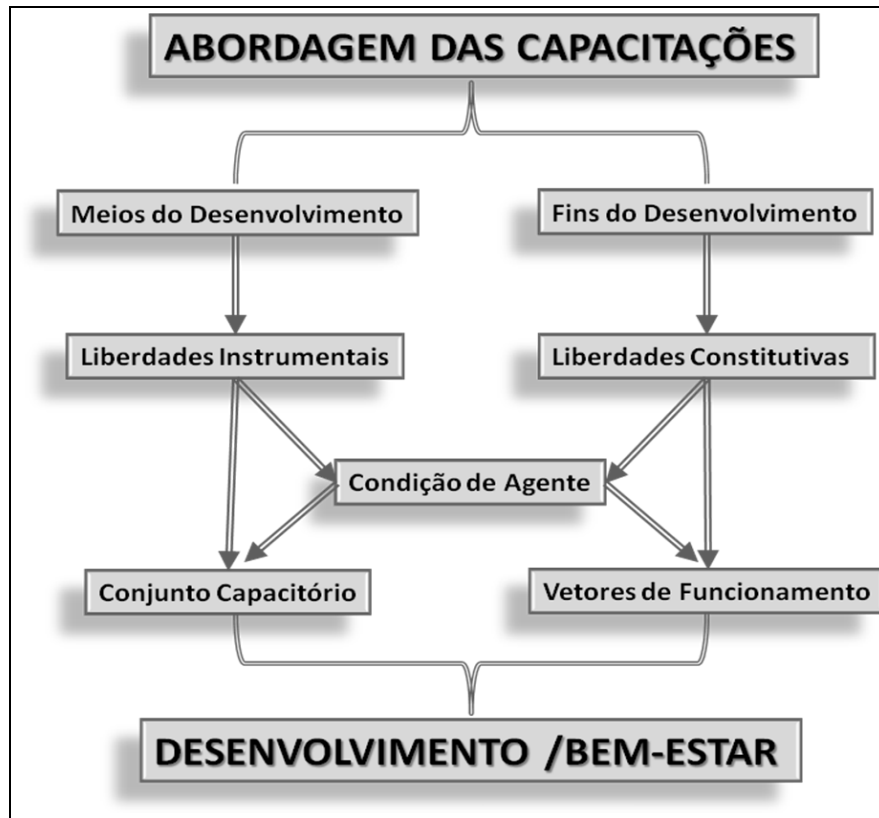 ABORDAGEM DAS CAPACITAÇÕES
Meios do Desenvolvimento
Fins do Desenvolvimento
Liberdades Instrumentais
Liberdades Constitutivas
Condição de Agente
Conjunto Capacitório
Vetores de Funcionamento
DESENVOLVIMENTO /BEM-ESTAR